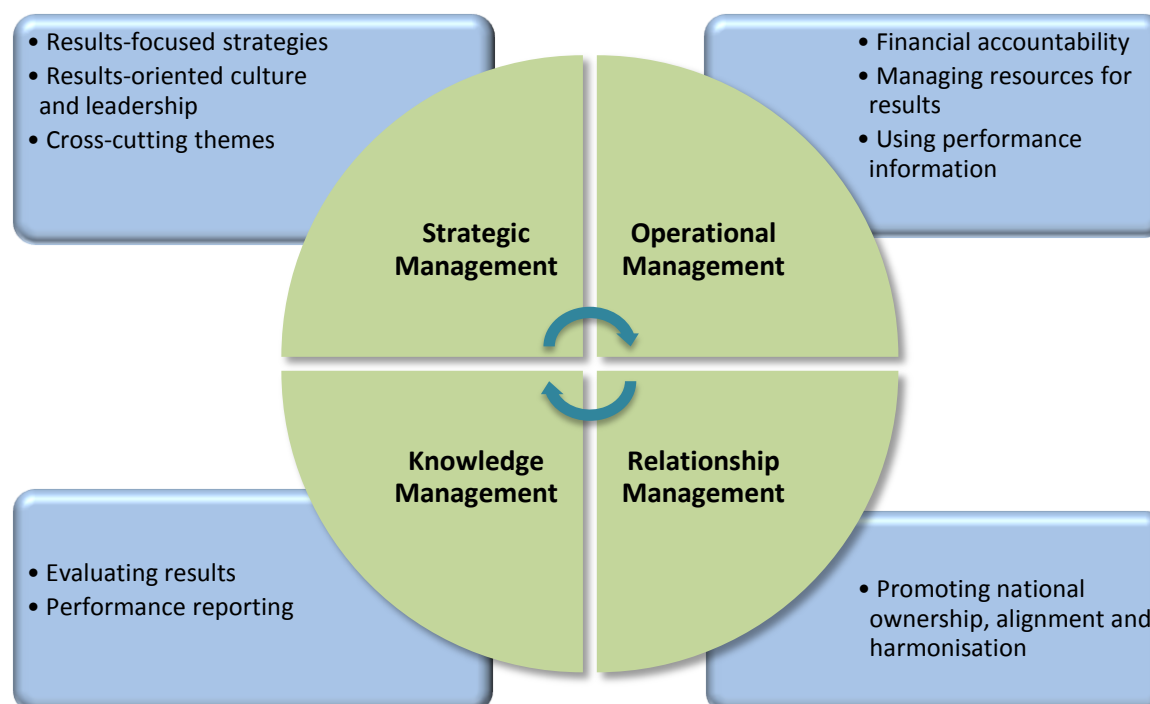 • Results-focused strategies
• Results-oriented culture
and leadership
• Cross-cutting themes
• Financial accountability
• Managing resources for
results
• Using performance
information
Strategic
Management
Operational
Management
Knowledge
Management
Relationship
Management
• Evaluating results
• Performance reporting
• Promoting national
ownership, alignment and
harmonisation